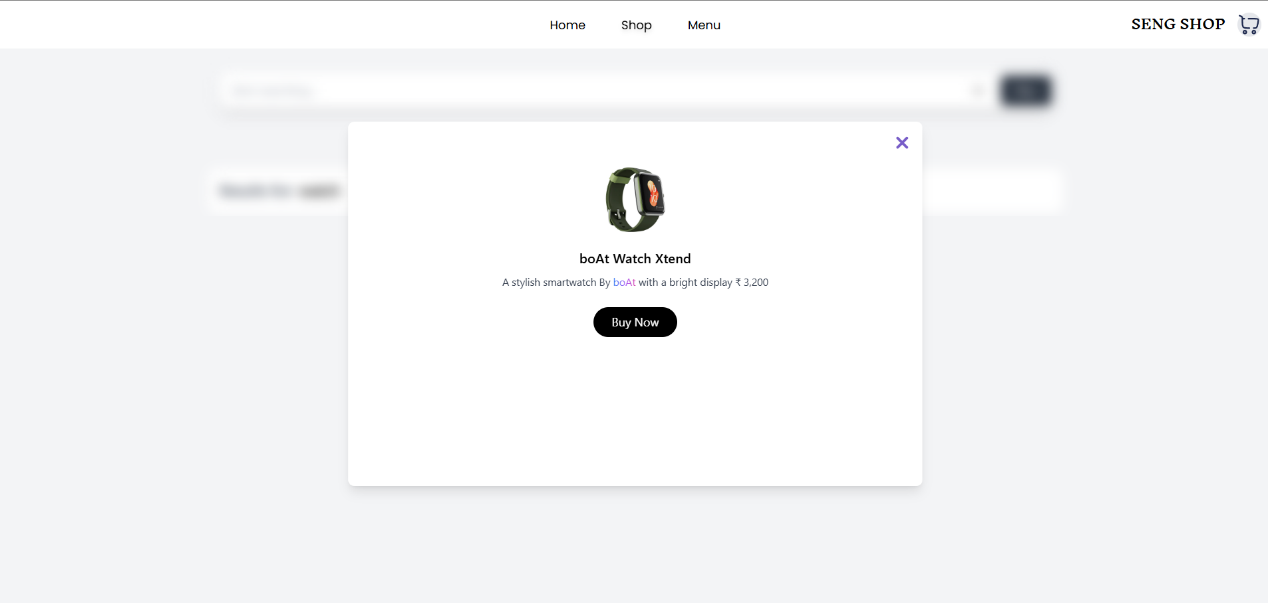 Home Shop Menu SENG SHOP
boAt Watch Xtend
A stylish smartwatch By boAt with a bright display ₹ 3,200
Buy Now